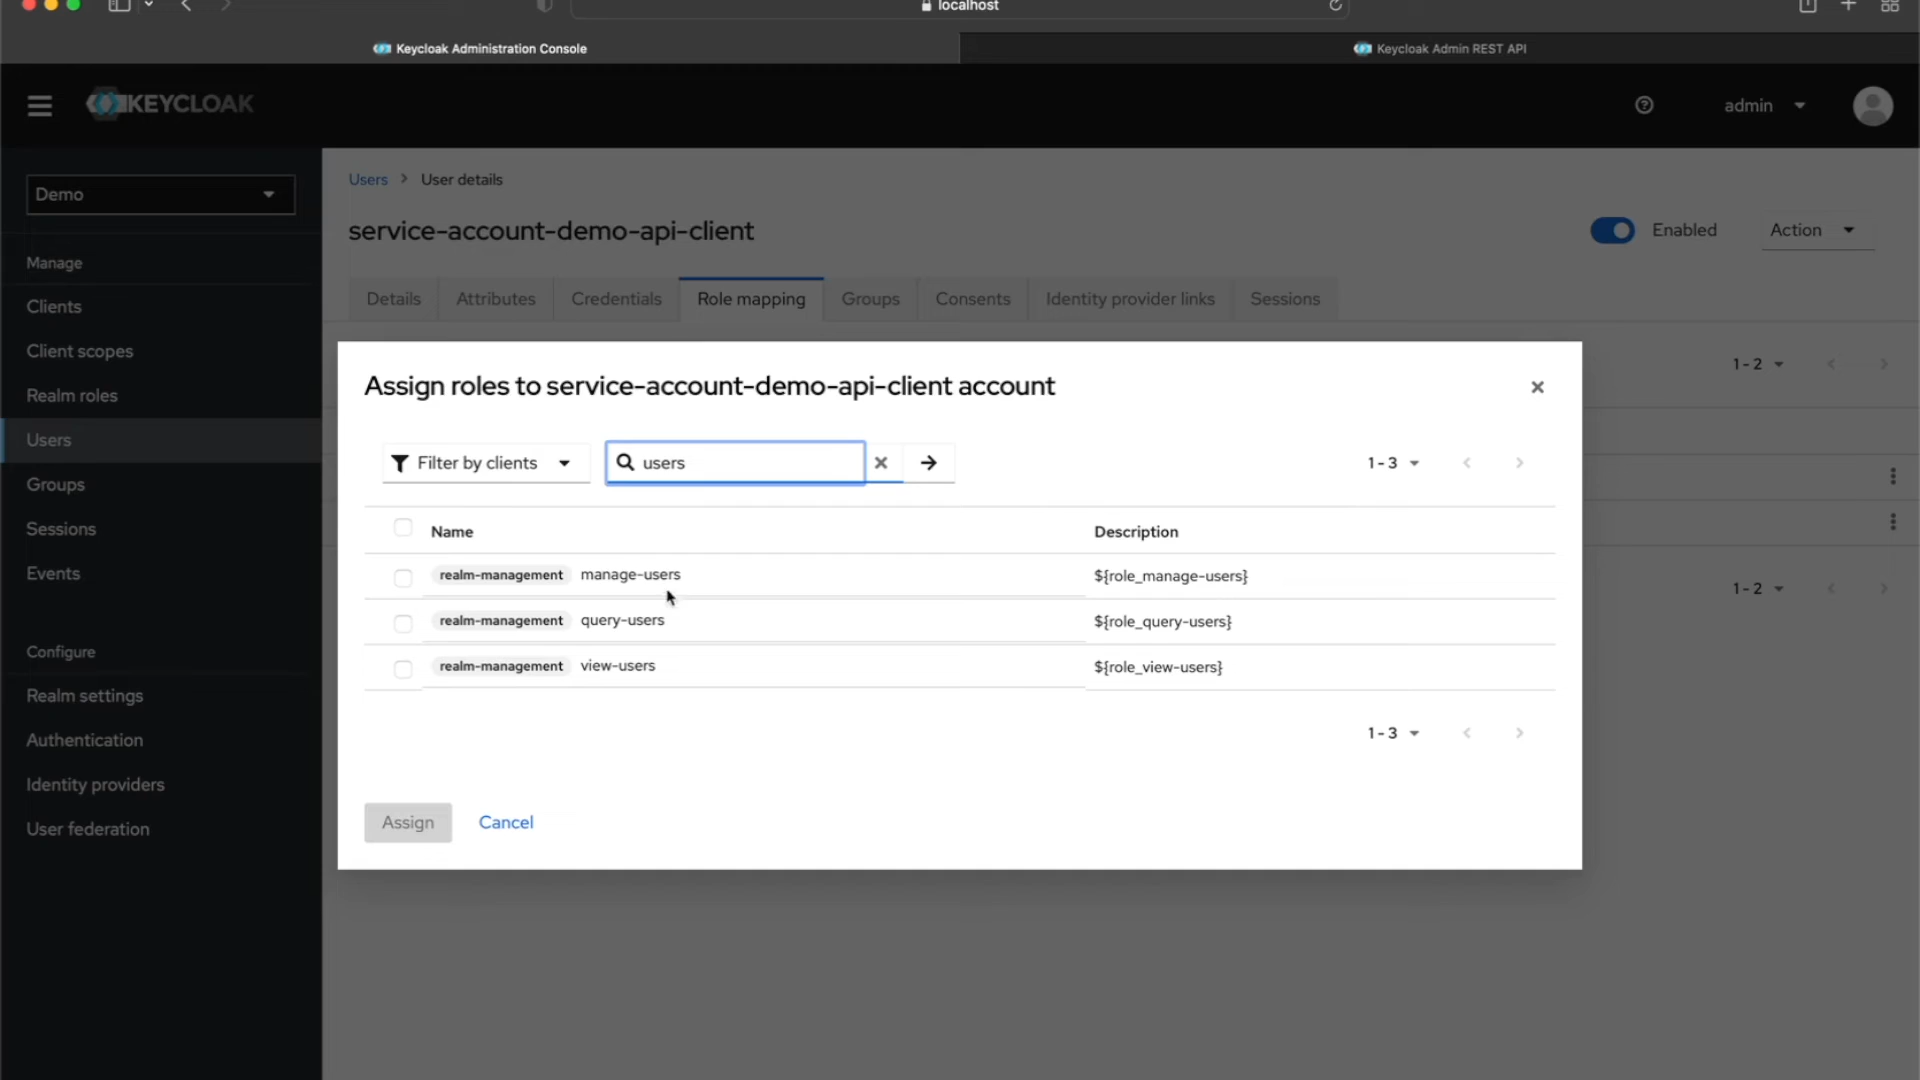 localhost
Keycloak Administration Console
Keycloak Admin REST API
KEYCLOAK
admin
Demo
Manage
Clients
Client scopes
Realm roles
Users
Groups
Sessions
Events
Configure
Realm settings
Authentication
Identity providers
User federation
Users > User details
service-account-demo-api-client
Enabled
Action
Details Attributes Credentials Role mapping Groups Consents Identity provider links Sessions
1 - 2
Assign roles to service-account-demo-api-client account
Filter by clients
users
1 - 3
Name Description
realm-management manage-users ${role_manage-users}
realm-management query-users ${role_query-users}
realm-management view-users ${role_view-users}
1 - 3
Assign Cancel
1 - 2